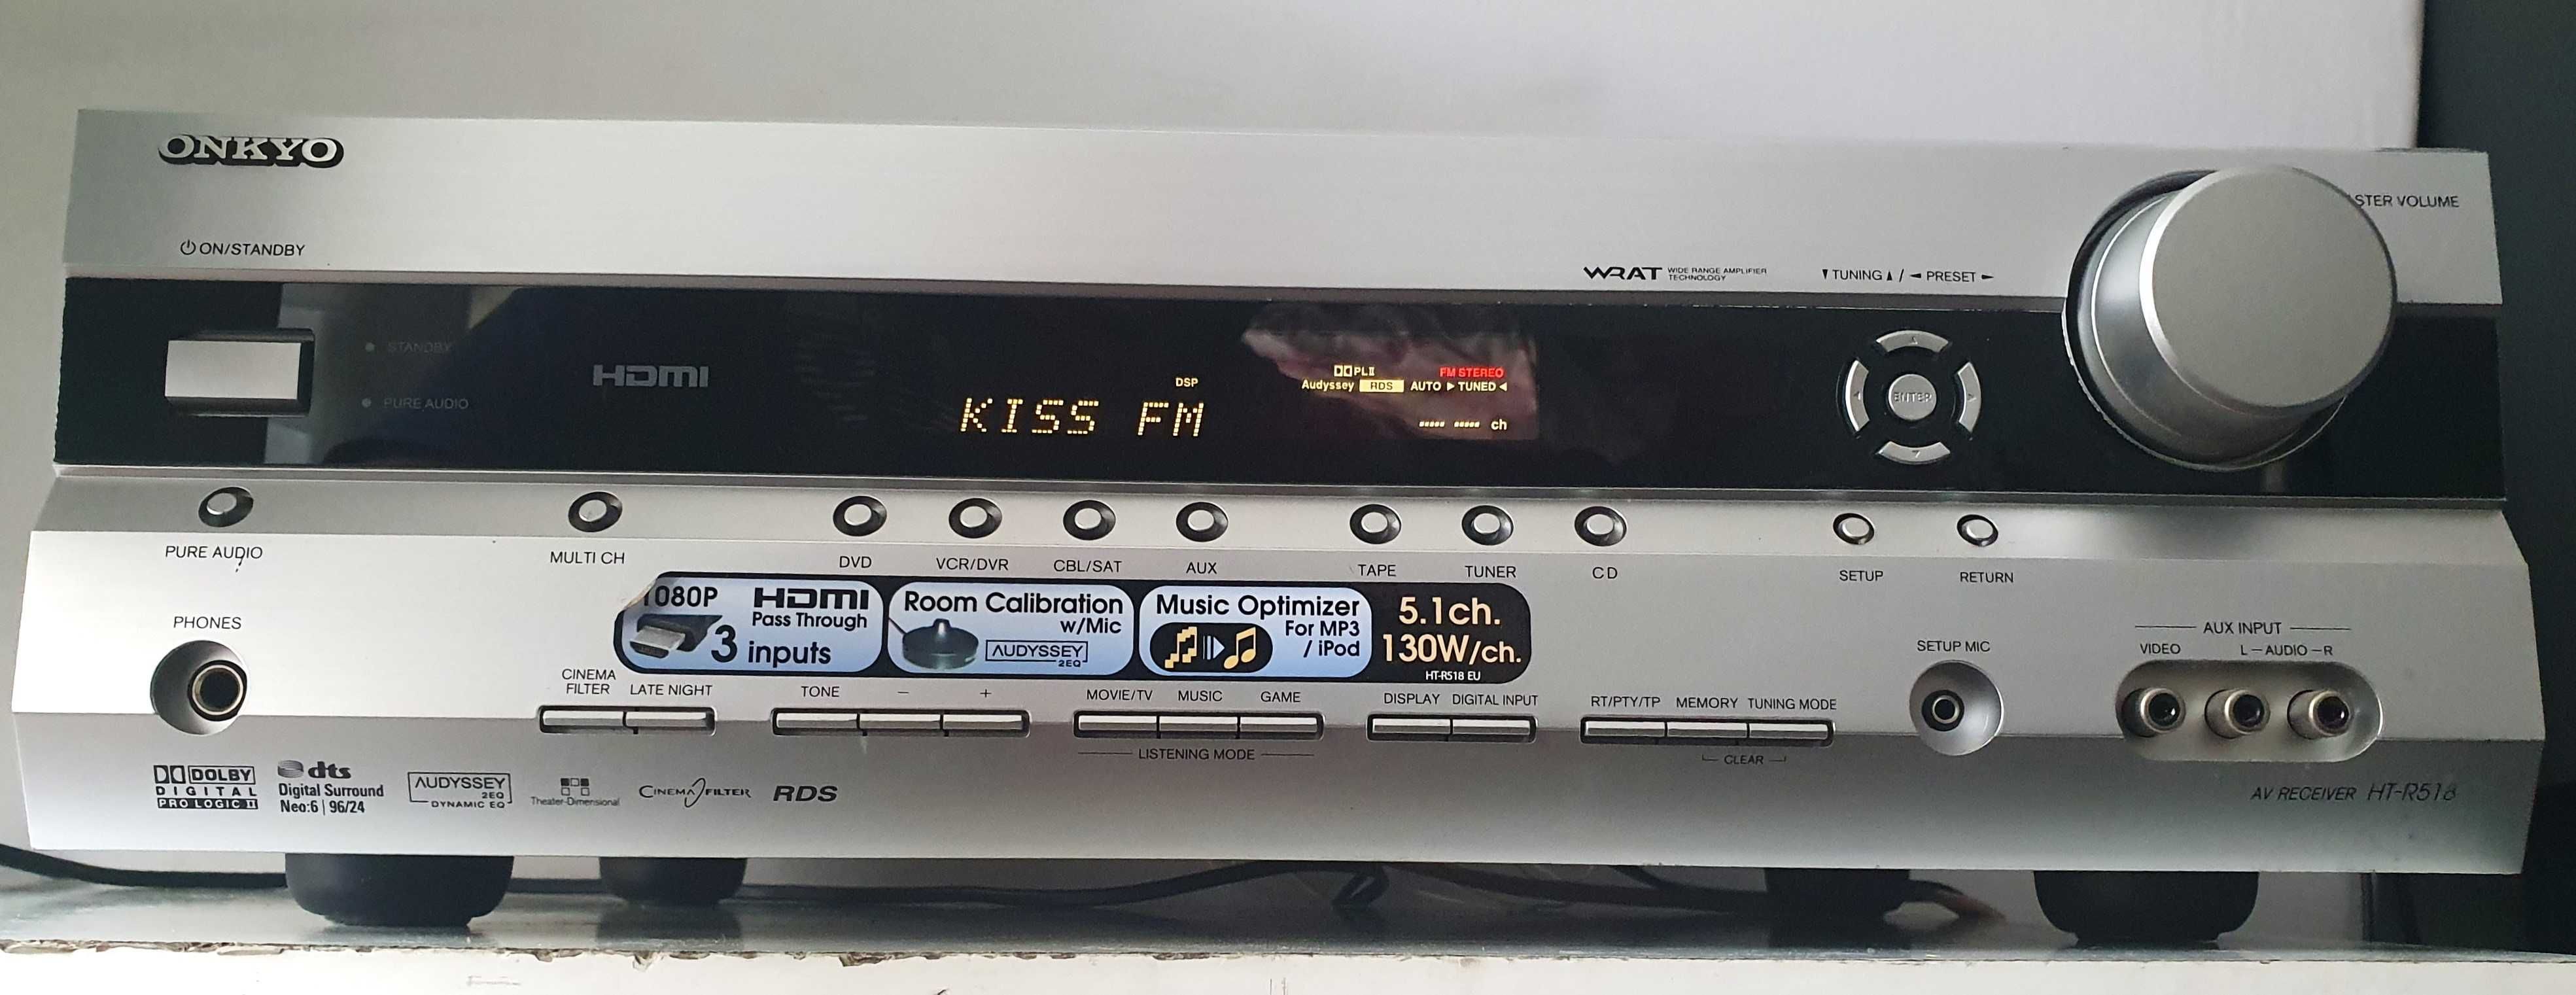 ONKYO
STER VOLUME
ON/STANDBY
WRAT WIDE RANGE AMPLIFIER
TECHNOLOGY
TUNING / PRESET
STANDBY
PURE AUDIO
HDMI
DSP
KISS FM
PL II
FM STEREO
Audyssey RDS AUTO TUNED
ch
ENTER
PURE AUDIO
MULTI CH
DVD
VCR/DVR
CBL/SAT
AUX
TAPE
TUNER
CD
SETUP
RETURN
1080P HDMI
Pass Through
3 inputs
Room Calibration
w/Mic
AUDYSSEY
2EQ
Music Optimizer
For MP3
/ iPod
5.1ch.
130W/ch.
HT-R518 EU
PHONES
CINEMA
FILTER
LATE NIGHT
TONE
−
+
MOVIE/TV
MUSIC
GAME
LISTENING MODE
DISPLAY
DIGITAL INPUT
RT/PTY/TP
MEMORY
TUNING MODE
CLEAR
SETUP MIC
AUX INPUT
VIDEO
L – AUDIO – R
DOLBY
DIGITAL
PRO LOGIC II
dts
Digital Surround
Neo:6 | 96/24
AUDYSSEY
2EQ
DYNAMIC EQ
Theater-Dimensional
CINEMA FILTER
RDS
AV RECEIVER HT-R518